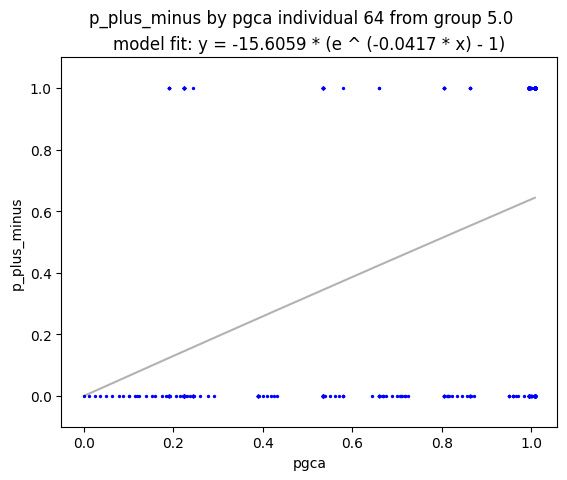 p_plus_minus by pgca individual 64 from group 5.0
model fit: y = -15.6059 * (e ^ (-0.0417 * x) - 1)
1.0
0.8
0.6
0.4
0.2
0.0
p_plus_minus
0.0 0.2 0.4 0.6 0.8 1.0
pgca